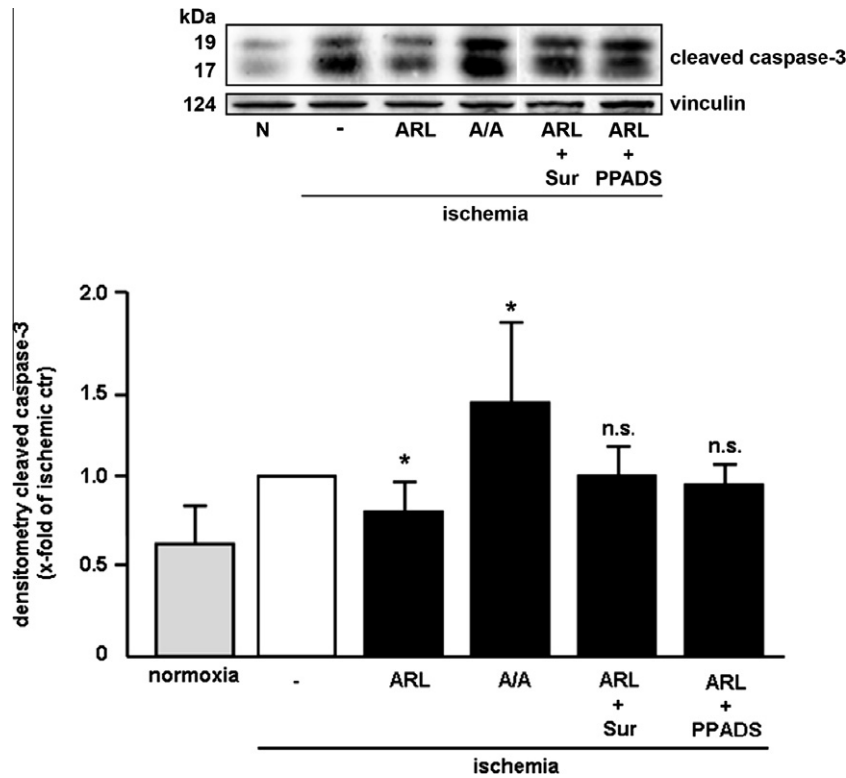 kDa
19
17
cleaved caspase-3
124
vinculin
N - ARL A/A ARL ARL
+ +
Sur PPADS
ischemia
densitometry cleaved caspase-3
(x-fold of ischemic ctr)
2.0
1.5
1.0
0.5
0
*
*
n.s.
n.s.
normoxia - ARL A/A ARL ARL
+ +
Sur PPADS
ischemia